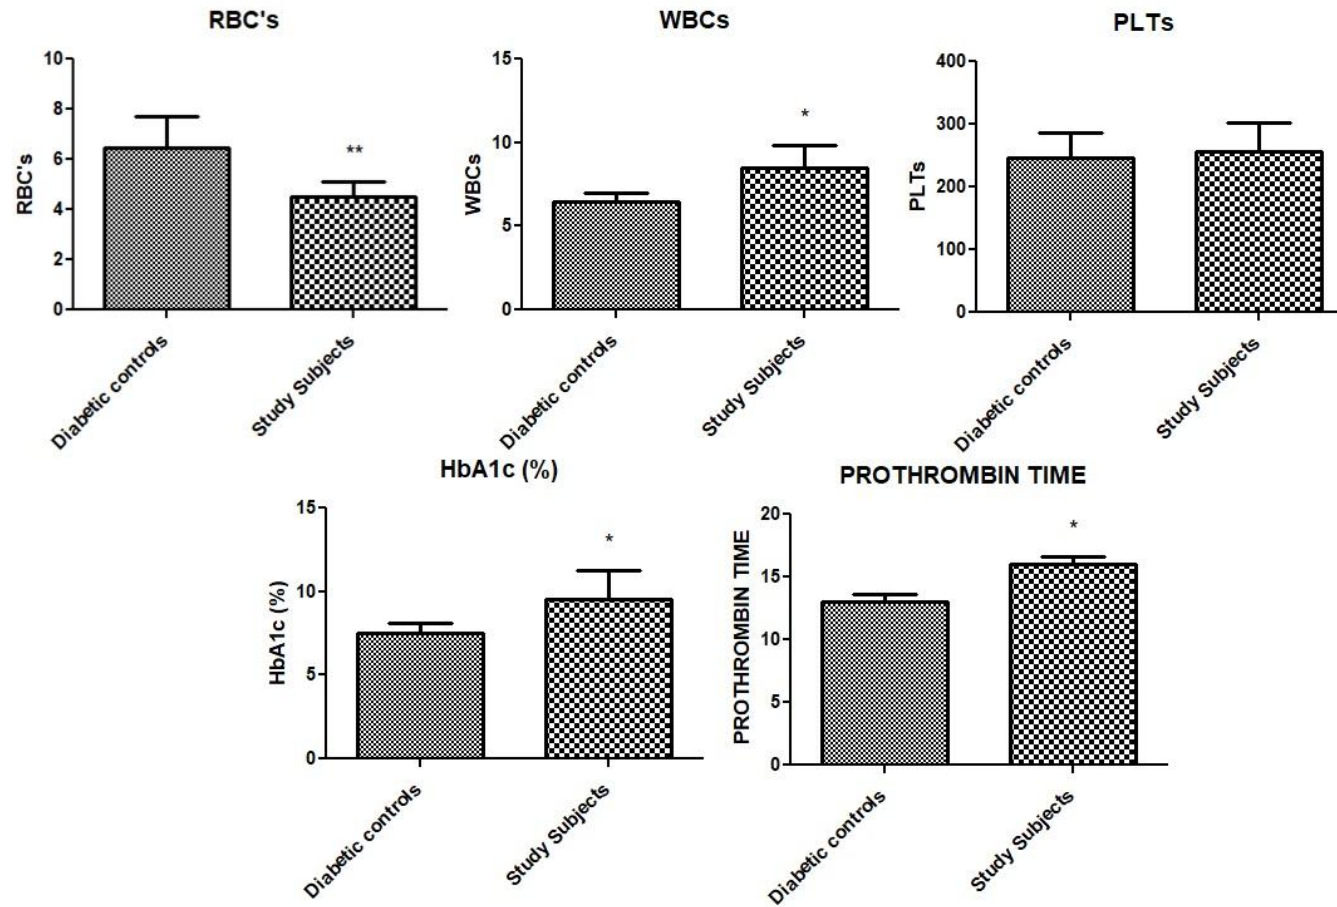 RBC's
WBCs
PLTs
10
8
6
4
2
0
RBC's
**
Diabetic controls
Study Subjects
15
10
5
0
WBCs
*
Diabetic controls
Study Subjects
400
300
200
100
0
PLTs
Diabetic controls
Study Subjects
HbA1c (%)
PROTHROMBIN TIME
15
10
5
0
HbA1c (%)
*
Diabetic controls
Study Subjects
20
15
10
5
0
PROTHROMBIN TIME
*
Diabetic controls
Study Subjects